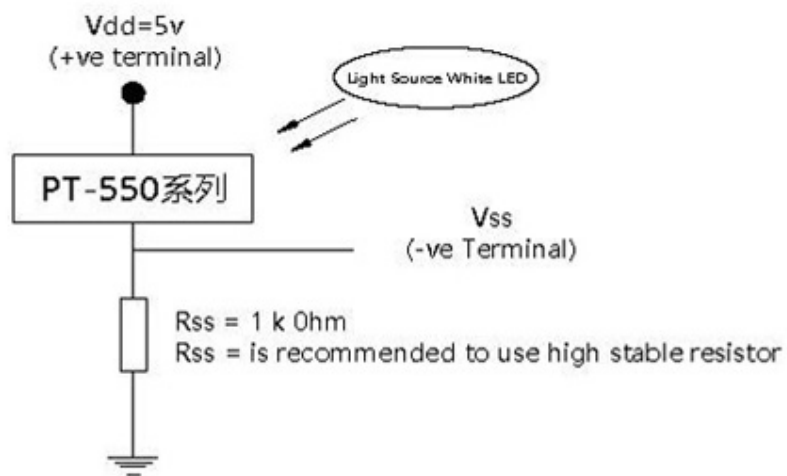 Vdd=5v
(+ve terminal)
Light Source White LED
PT-550系列
Vss
(-ve Terminal)
Rss = 1 k Ohm
Rss = is recommended to use high stable resistor